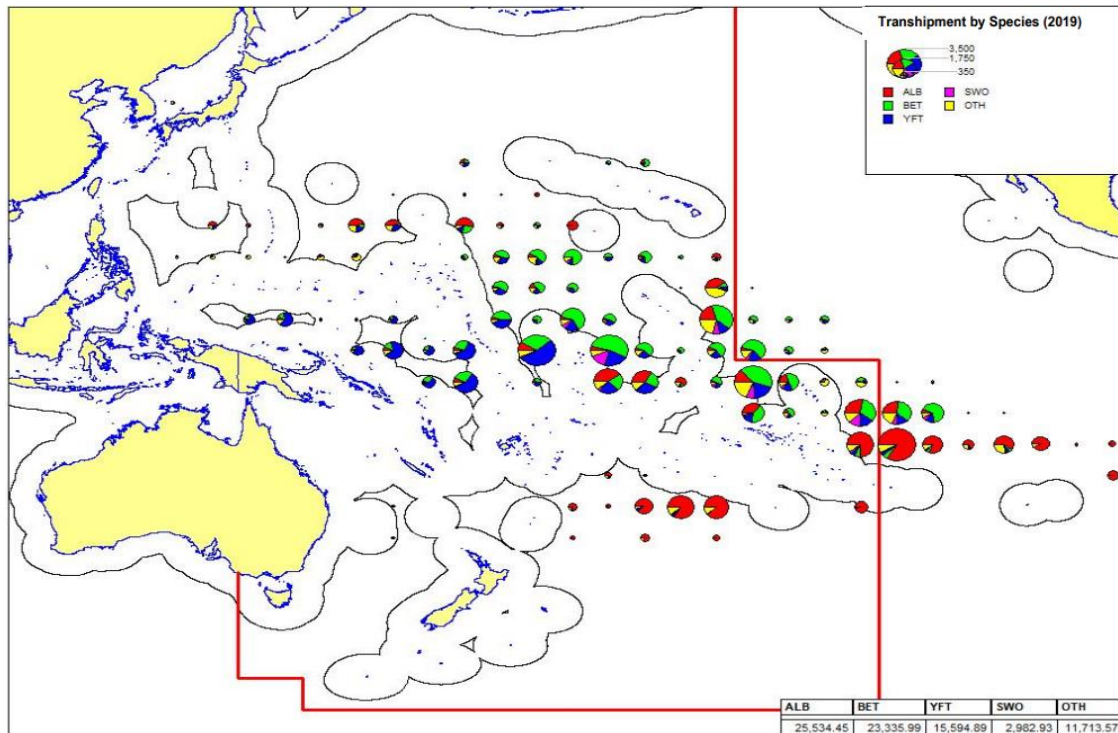 Transhipment by Species (2019)
3,500
1,750
350
ALB SWO
BET OTH
YFT
ALB BET YFT SWO OTH
25,534.45 23,335.99 15,594.89 2,982.93 11,713.57